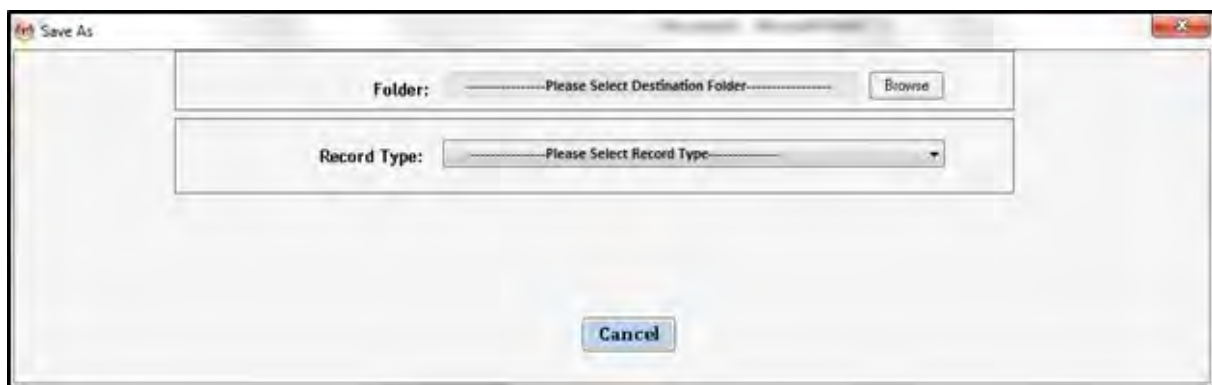 Save As
Folder: ----------------Please Select Destination Folder-----------------
Browse
Record Type: ----------------Please Select Record Type----------------
Cancel